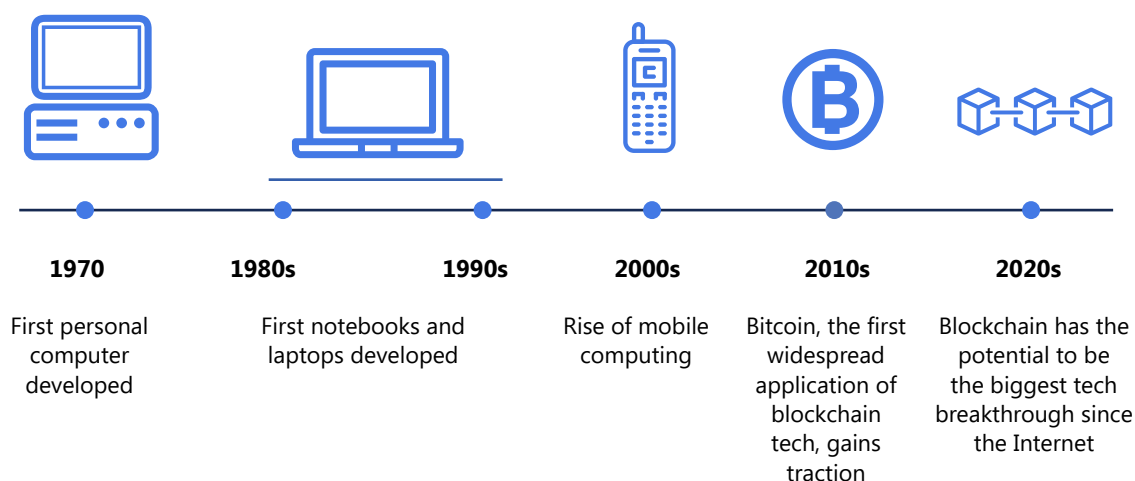 1970
First personal
computer
developed
1980s
1990s
First notebooks and
laptops developed
2000s
Rise of mobile
computing
2010s
Bitcoin, the first
widespread
application of
blockchain
tech, gains
traction
2020s
Blockchain has the
potential to be
the biggest tech
breakthrough since
the Internet